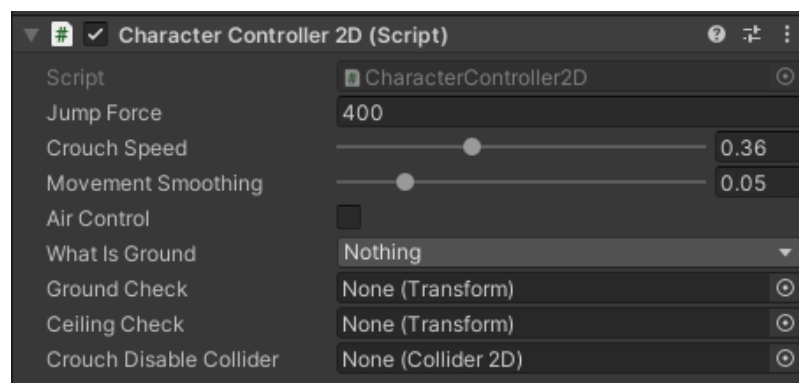 Character Controller 2D (Script)
Script CharacterController2D
Jump Force 400
Crouch Speed 0.36
Movement Smoothing 0.05
Air Control
What Is Ground Nothing
Ground Check None (Transform)
Ceiling Check None (Transform)
Crouch Disable Collider None (Collider 2D)